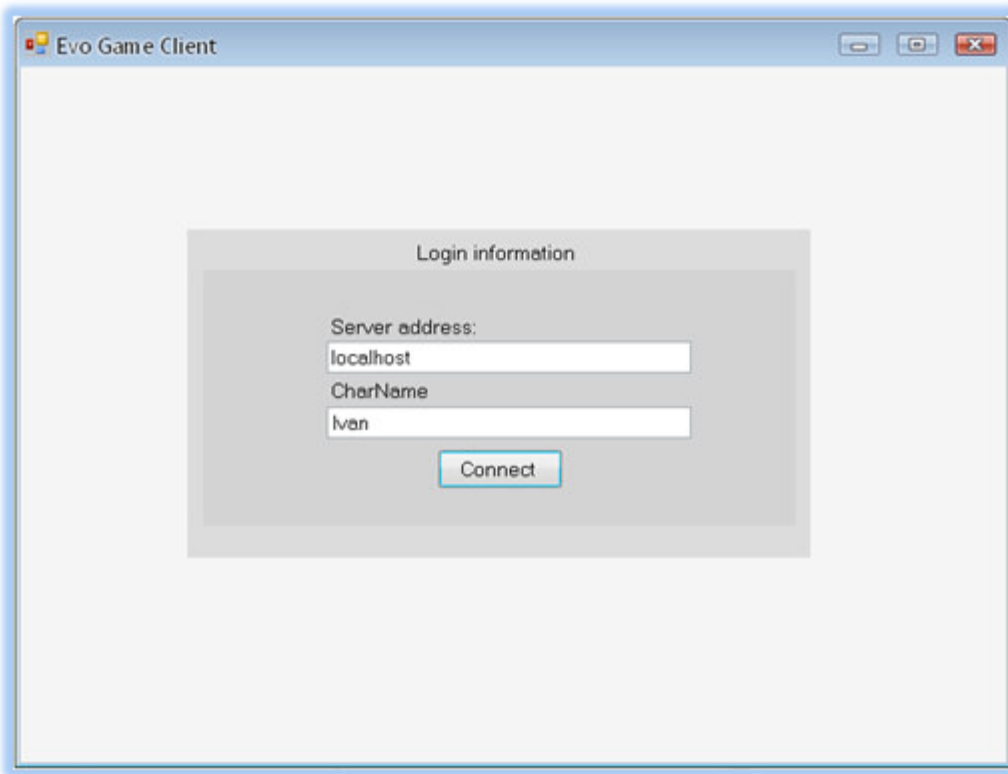 Evo Game Client
Login information
Server address:
localhost
CharName
Ivan
Connect